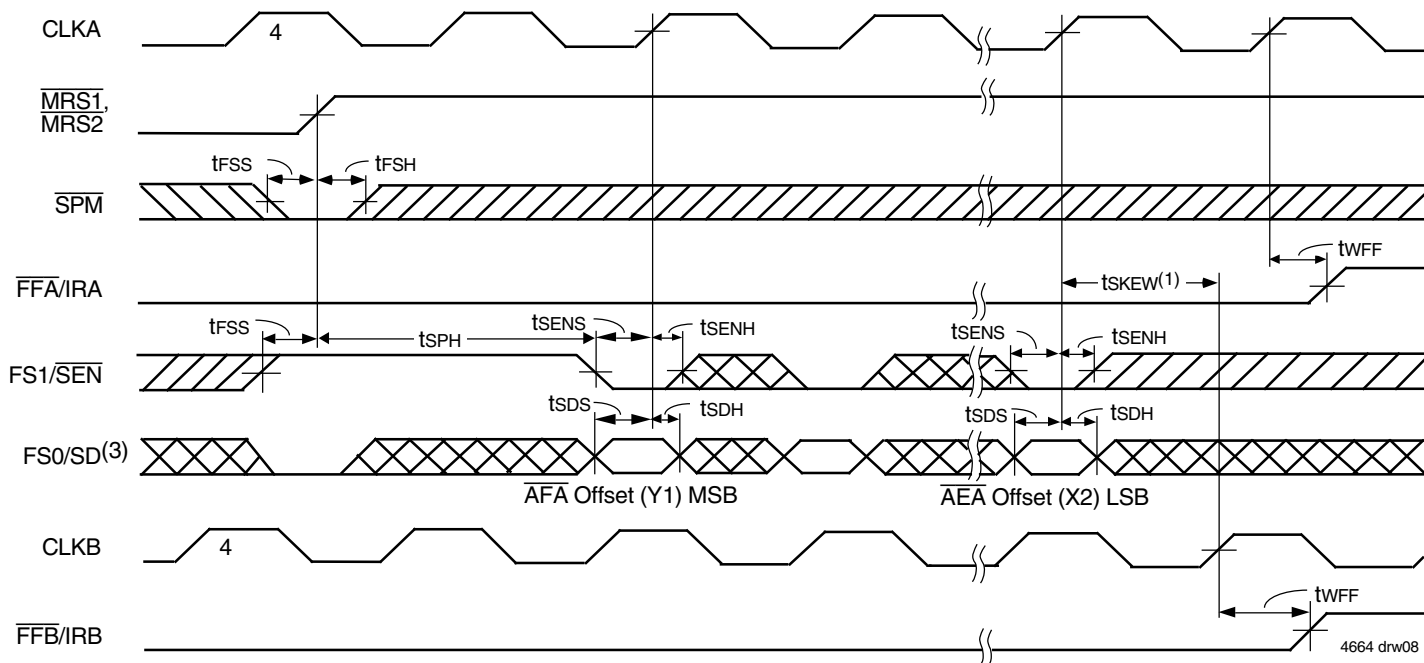 CLKA
4
MRS1,
MRS2
tFSS
tFSH
SPM
tWFF
FFA/IRA
tSKEW(1)
tFSS
tSPH
tSENS
tSENH
tSENS
tSENH
FS1/SEN
tSDS
tSDH
tSDS
tSDH
FS0/SD(3)
AFA Offset (Y1) MSB
AEA Offset (X2) LSB
CLKB
4
tWFF
FFB/IRB
4664 drw08